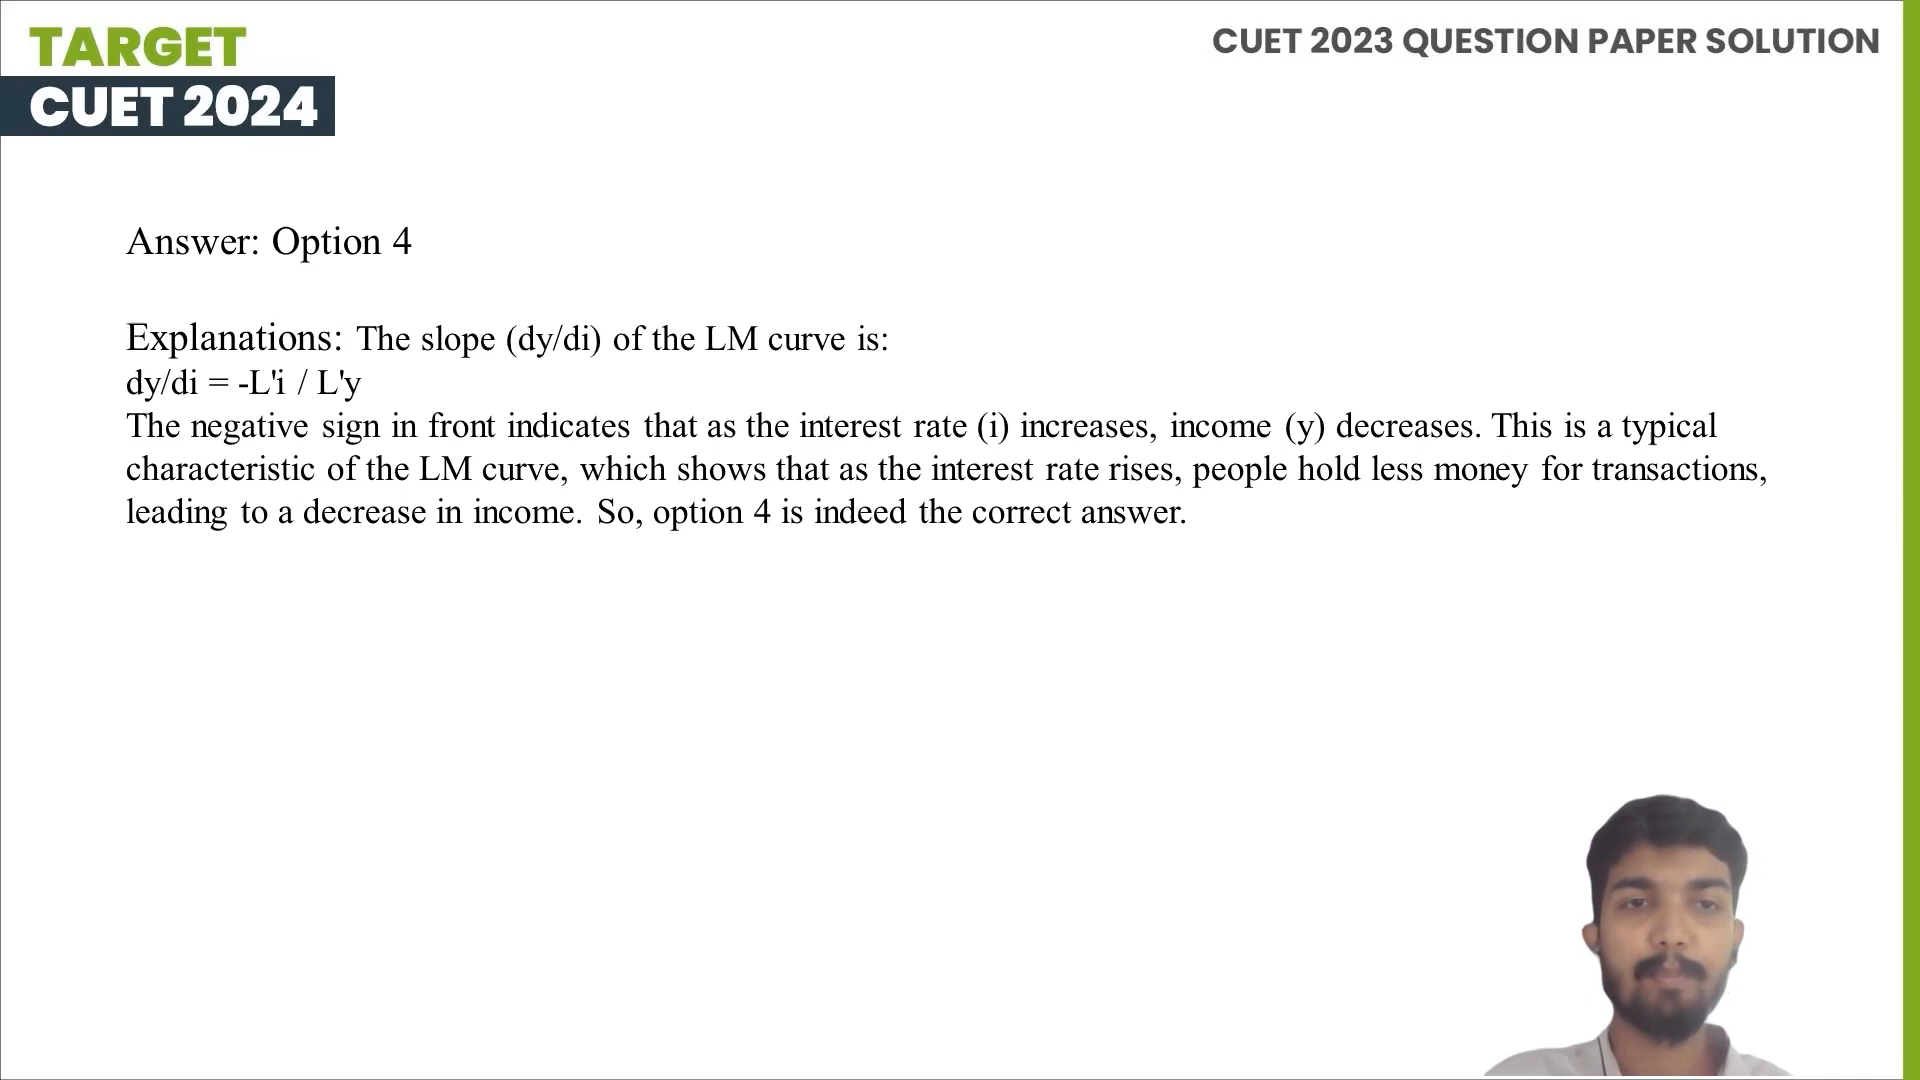 TARGET
CUET 2024
CUET 2023 QUESTION PAPER SOLUTION
Answer: Option 4
Explanations: The slope (dy/di) of the LM curve is:
dy/di = -L'i / L'y
The negative sign in front indicates that as the interest rate (i) increases, income (y) decreases. This is a typical
characteristic of the LM curve, which shows that as the interest rate rises, people hold less money for transactions,
leading to a decrease in income. So, option 4 is indeed the correct answer.